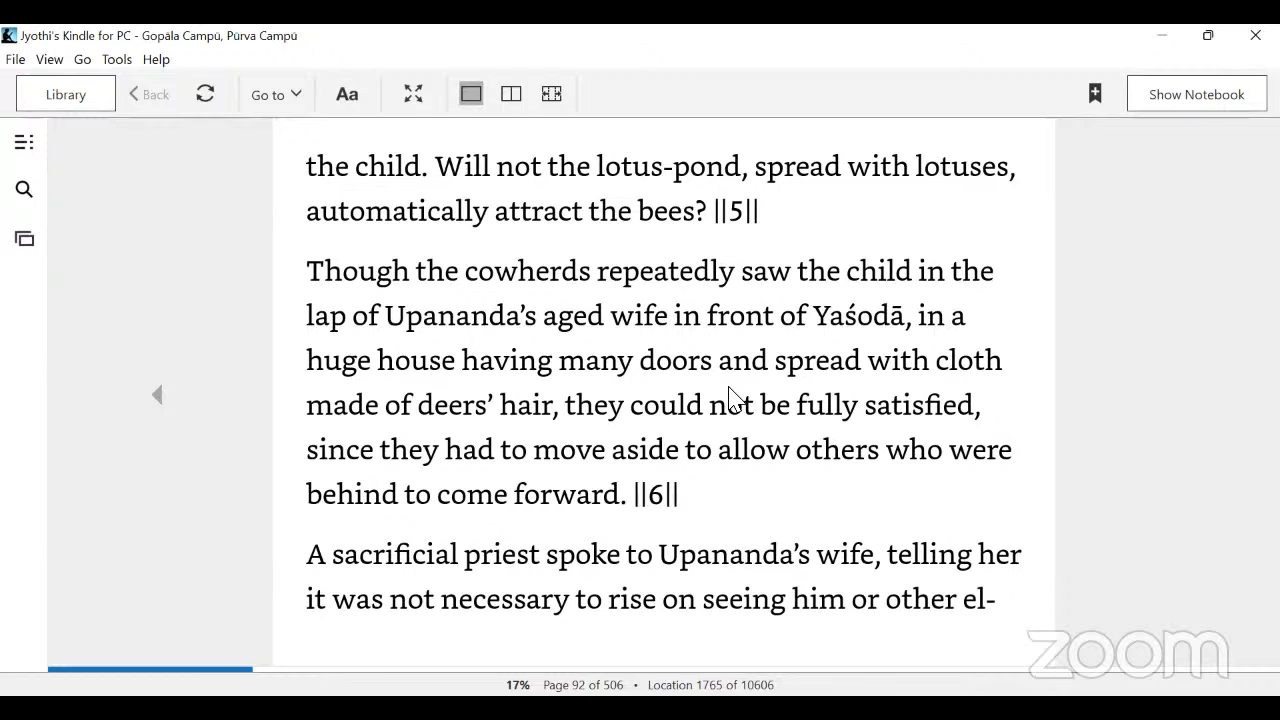 Jyothi's Kindle for PC - Gopāla Campū, Pūrva Campū
File View Go Tools Help
Library Back Go to Aa Show Notebook
the child. Will not the lotus-pond, spread with lotuses,
automatically attract the bees? ||5||
Though the cowherds repeatedly saw the child in the
lap of Upananda’s aged wife in front of Yaśodā, in a
huge house having many doors and spread with cloth
made of deers’ hair, they could not be fully satisfied,
since they had to move aside to allow others who were
behind to come forward. ||6||
A sacrificial priest spoke to Upananda’s wife, telling her
it was not necessary to rise on seeing him or other el-
zoom
17% Page 92 of 506 • Location 1765 of 10606